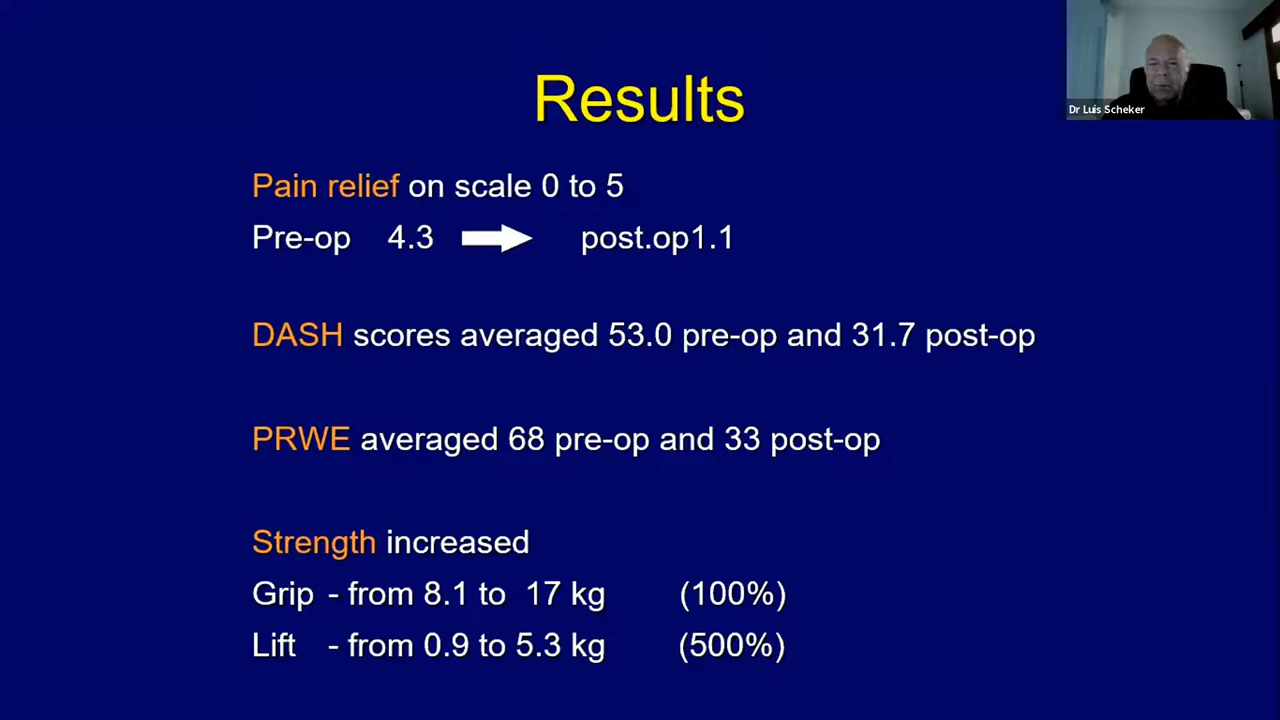 Results
Dr Luis Scheker
Pain relief on scale 0 to 5
Pre-op 4.3 post.op1.1
DASH scores averaged 53.0 pre-op and 31.7 post-op
PRWE averaged 68 pre-op and 33 post-op
Strength increased
Grip - from 8.1 to 17 kg (100%)
Lift - from 0.9 to 5.3 kg (500%)